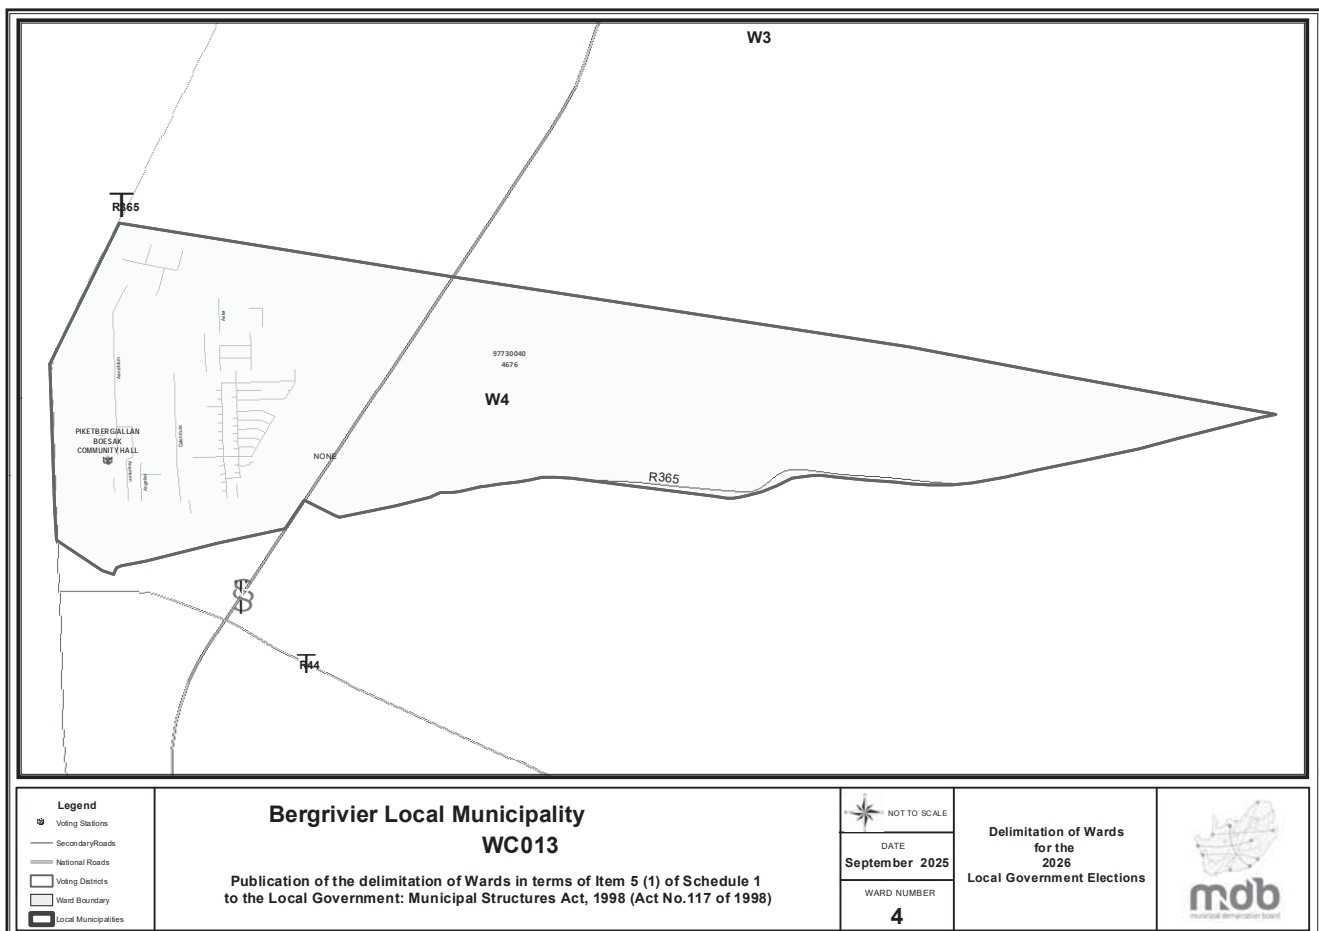 W3
R365
Aster
97730040
4676
Aandblom
W4
PIKETBERG/ALLAN
BOESAK
COMMUNITY HALL
NONE
R365
R44
Legend
Voting Stations
SecondaryRoads
National Roads
Voting Districts
Ward Boundary
Local Municipalities
Bergrivier Local Municipality
WC013
Publication of the delimitation of Wards in terms of Item 5 (1) of Schedule 1
to the Local Government: Municipal Structures Act, 1998 (Act No.117 of 1998)
NOT TO SCALE
DATE
September 2025
WARD NUMBER
4
Delimitation of Wards
for the
2026
Local Government Elections
mdb
municipal demarcation board